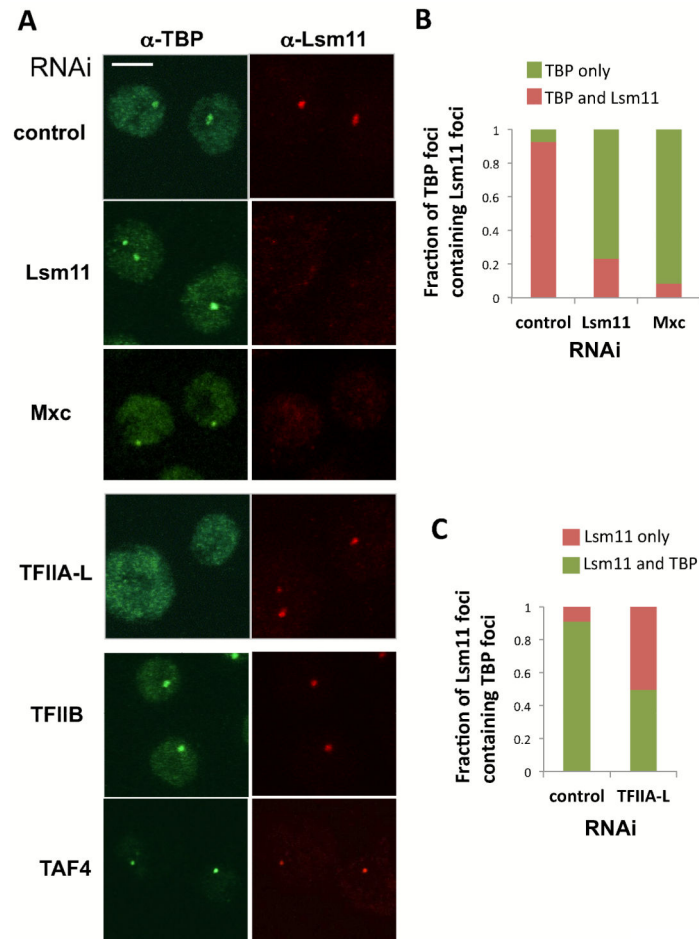 A
α-TBP α-Lsm11
RNAi
control
Lsm11
Mxc
TFIIA-L
TFIIB
TAF4
B
TBP only
TBP and Lsm11
Fraction of TBP foci
containing Lsm11 foci
1
0.8
0.6
0.4
0.2
0
control Lsm11 Mxc
RNAi
C
Lsm11 only
Lsm11 and TBP
Fraction of Lsm11 foci
containing TBP foci
1
0.8
0.6
0.4
0.2
0
control TFIIA-L
RNAi